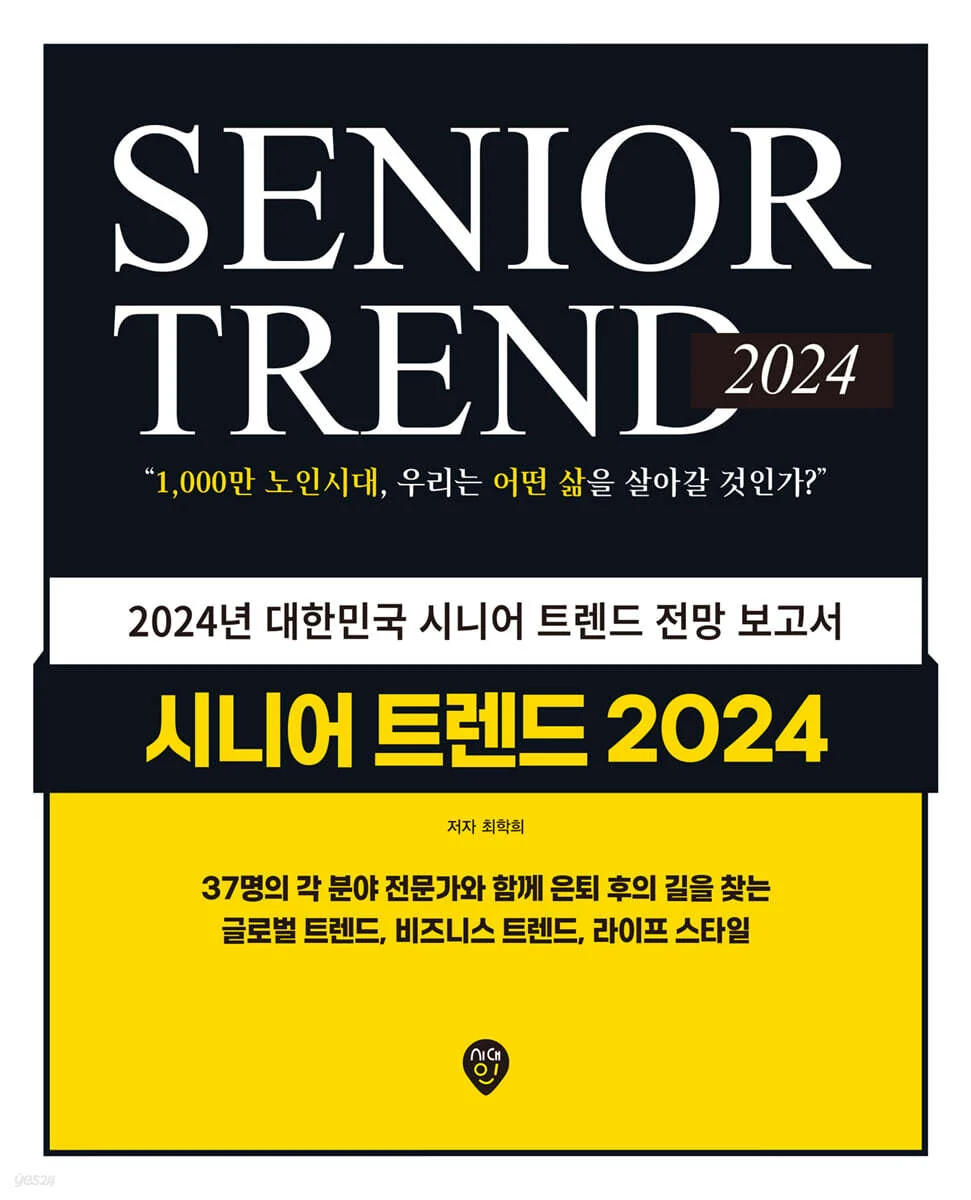 SENIOR
TREND
2024
“1,000만 노인시대, 우리는 어떤 삶을 살아갈 것인가?”
2024년 대한민국 시니어 트렌드 전망 보고서
시니어 트렌드 2024
저자 최학희
37명의 각 분야 전문가와 함께 은퇴 후의 길을 찾는
글로벌 트렌드, 비즈니스 트렌드, 라이프 스타일
시대
인
yes24